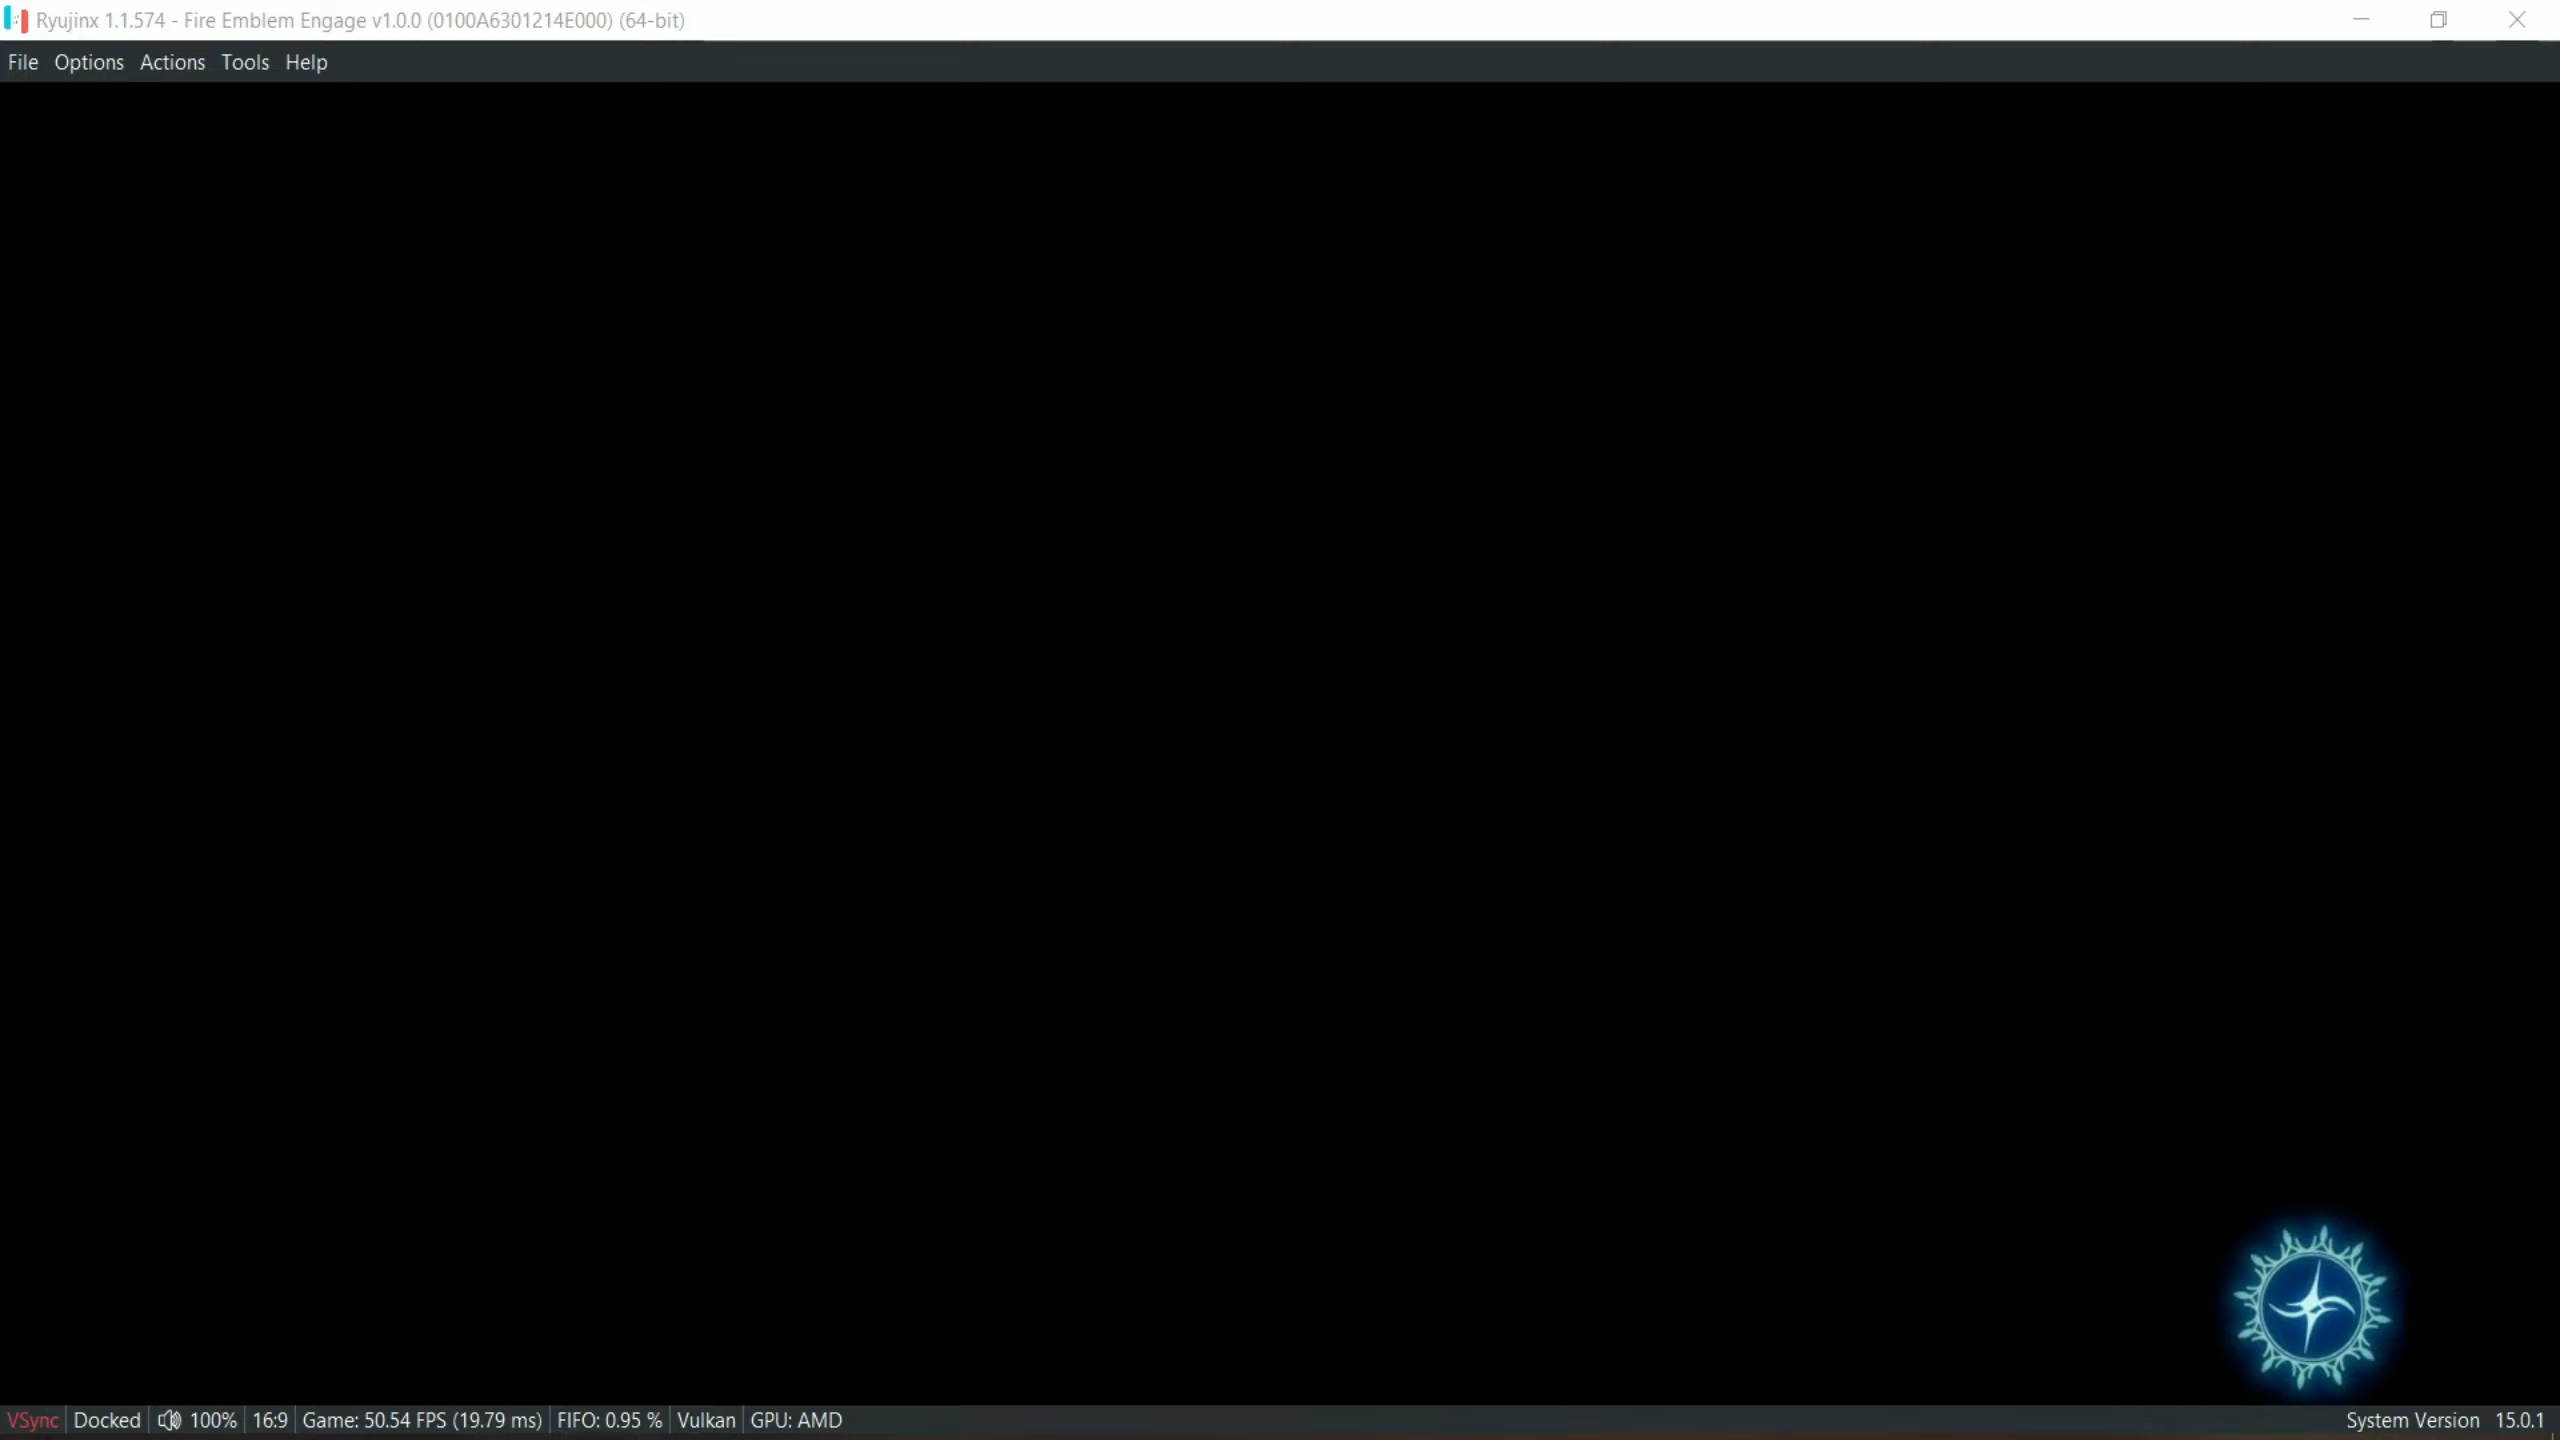 Ryujinx 1.1.574 - Fire Emblem Engage v1.0.0 (0100A6301214E000) (64-bit)
File Options Actions Tools Help
VSync Docked 100% 16:9 Game: 50.54 FPS (19.79 ms) FIFO: 0.95 % Vulkan GPU: AMD System Version 15.0.1